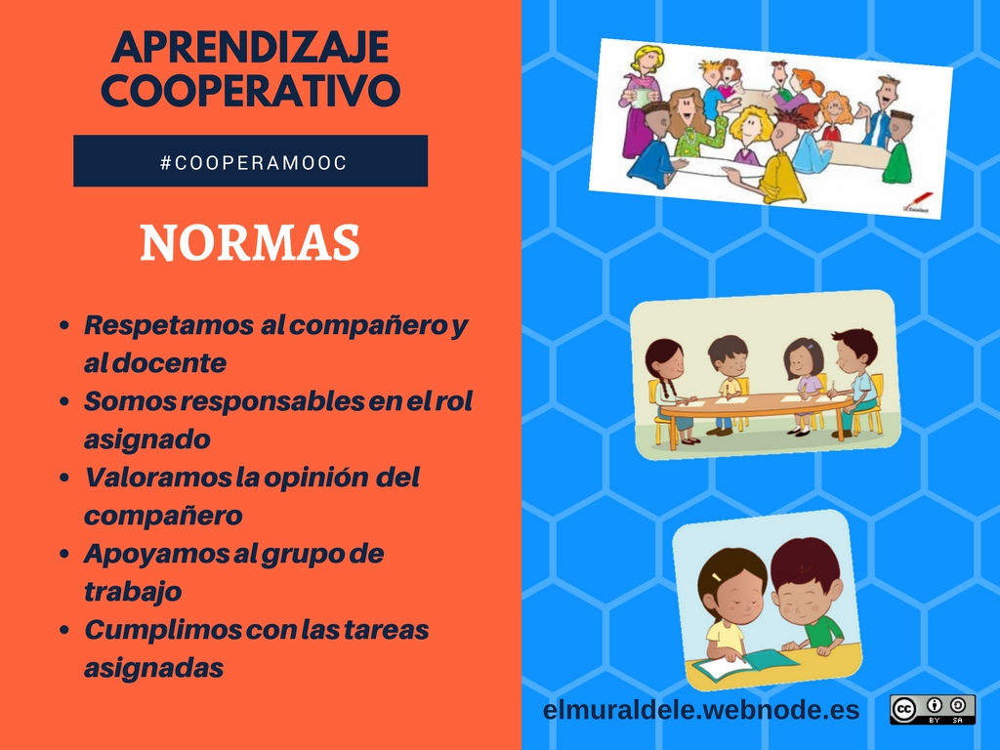 APRENDIZAJE
COOPERATIVO
#COOPERAMOOC
NORMAS
• Respetamos al compañero y
al docente
• Somos responsables en el rol
asignado
• Valoramos la opinión del
compañero
• Apoyamos al grupo de
trabajo
• Cumplimos con las tareas
asignadas
elmuraldele.webnode.es
cc BY SA